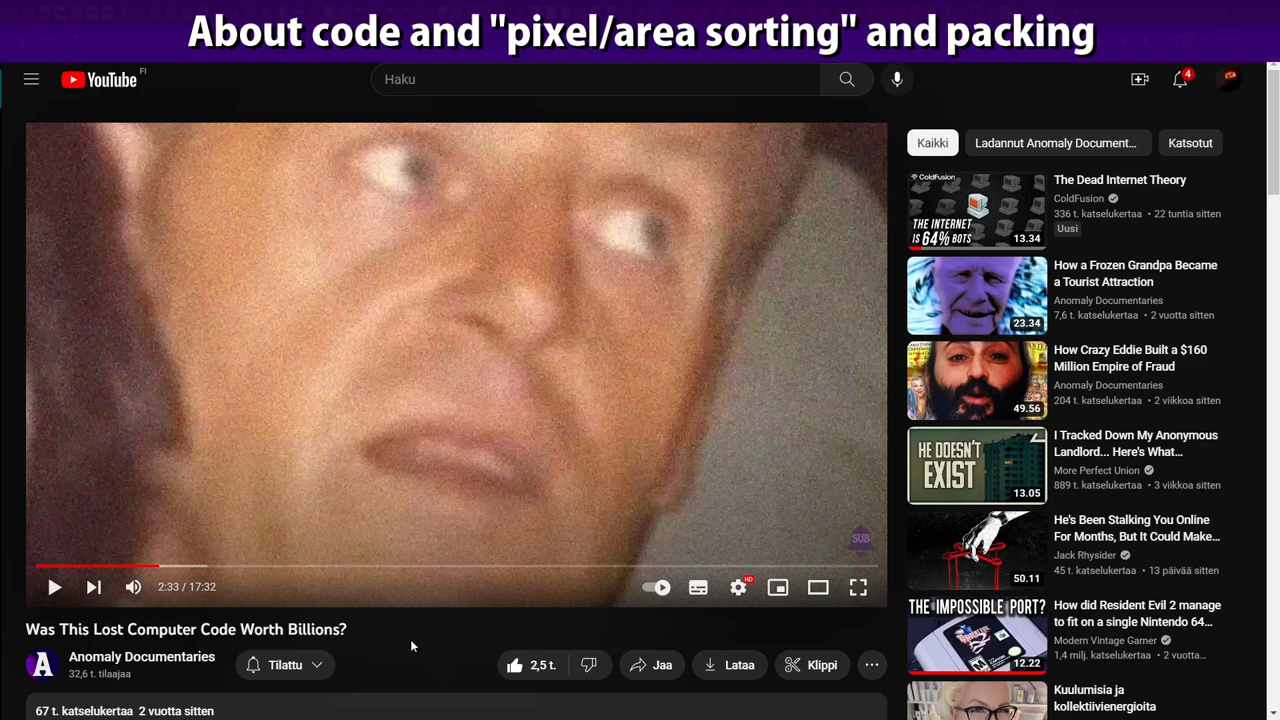 About code and "pixel/area sorting" and packing
YouTube FI
Haku
4
Kaikki
Ladannut Anomaly Document...
Katsotut
ColdFusion
THE INTERNET
IS 64% BOTS
13.34
The Dead Internet Theory
ColdFusion
336 t. katselukertaa • 22 tuntia sitten
Uusi
23.34
How a Frozen Grandpa Became
a Tourist Attraction
Anomaly Documentaries
7,6 t. katselukertaa • 2 vuotta sitten
49.56
How Crazy Eddie Built a $160
Million Empire of Fraud
Anomaly Documentaries
204 t. katselukertaa • 2 viikkoa sitten
HE DOESN'T
EXIST
13.05
I Tracked Down My Anonymous
Landlord... Here's What...
More Perfect Union
889 t. katselukertaa • 3 viikkoa sitten
50.11
He's Been Stalking You Online
For Months, But It Could Make...
Jack Rhysider
45 t. katselukertaa • 13 päivää sitten
THE IMPOSSIBLE PORT?
12.22
How did Resident Evil 2 manage
to fit on a single Nintendo 64...
Modern Vintage Gamer
1,4 milj. katselukertaa • 2 vuotta...
Kuulumisia ja
kollektiivienergioita
SUB
2:33 / 17:32
HD
Was This Lost Computer Code Worth Billions?
A
Anomaly Documentaries
32,6 t. tilaajaa
Tilattu
2,5 t.
Jaa
Lataa
Klippi
67 t. katselukertaa 2 vuotta sitten